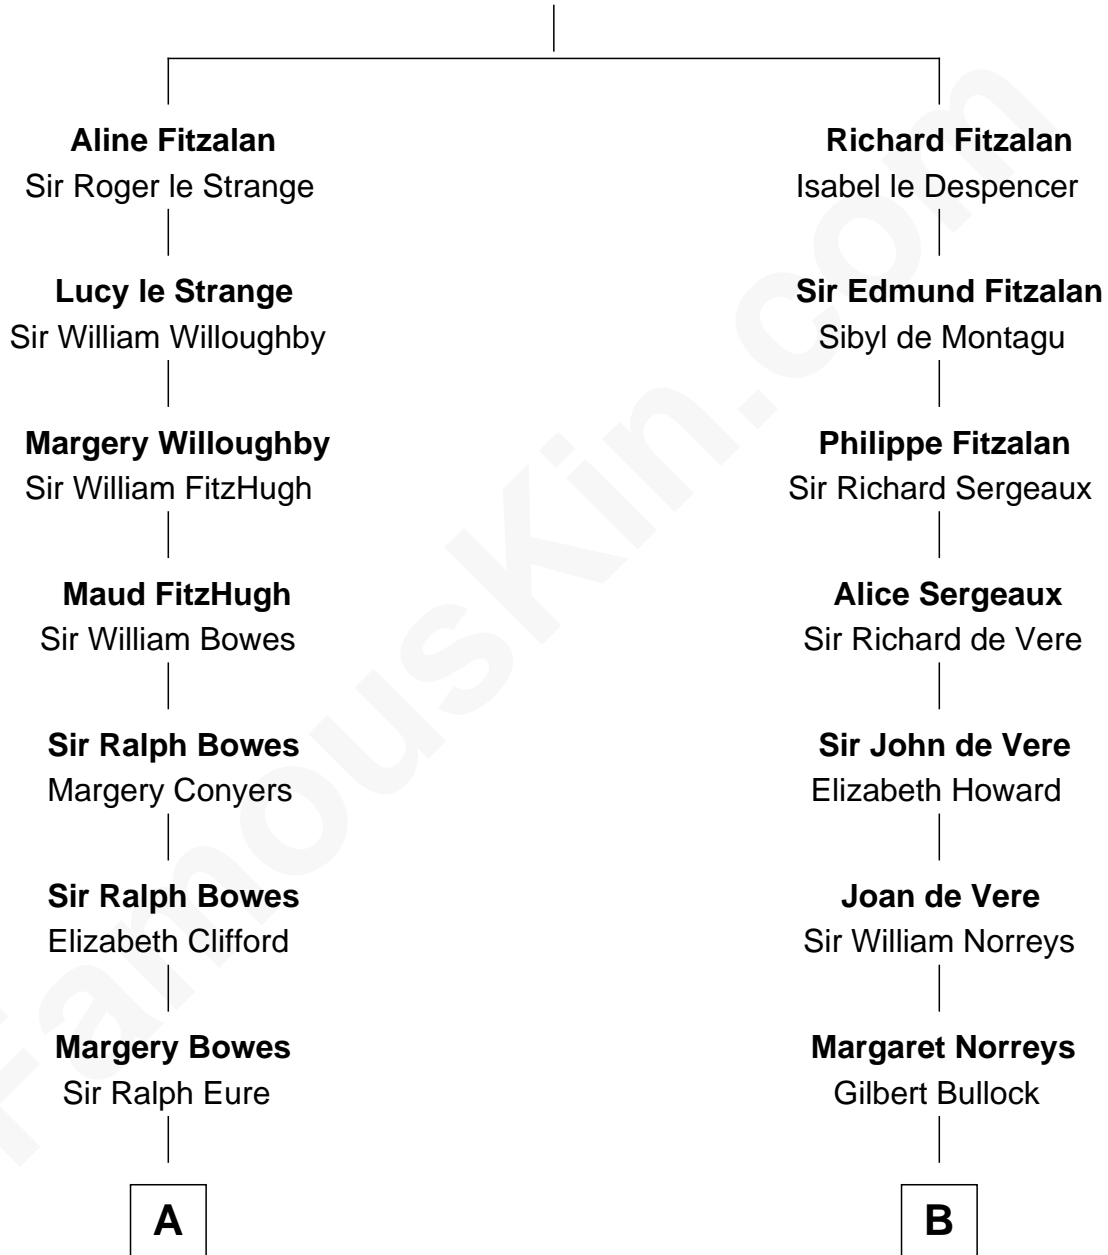 Aline Fitzalan
Sir Roger le Strange
Lucy le Strange
Sir William Willoughby
Margery Willoughby
Sir William FitzHugh
Maud FitzHugh
Sir William Bowes
Sir Ralph Bowes
Margery Conyers
Sir Ralph Bowes
Elizabeth Clifford
Margery Bowes
Sir Ralph Eure
A
Richard Fitzalan
Isabel le Despencer
Sir Edmund Fitzalan
Sibyl de Montagu
Philippe Fitzalan
Sir Richard Sergeaux
Alice Sergeaux
Sir Richard de Vere
Sir John de Vere
Elizabeth Howard
Joan de Vere
Sir William Norreys
Margaret Norreys
Gilbert Bullock
B
FamousKin.com